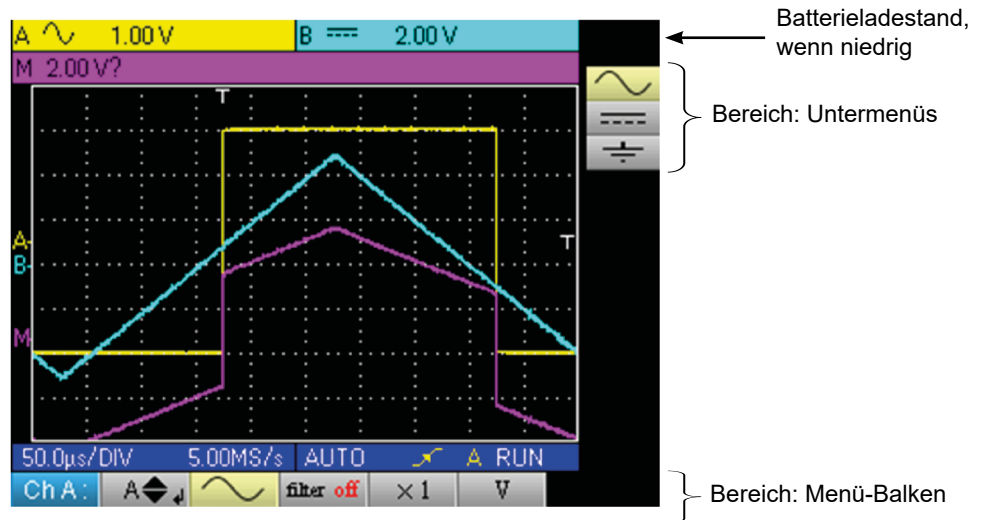 A 1.00 V B 2.00 V
Batterieladestand,
wenn niedrig
M 2.00 V?
T
Bereich: Untermenüs
A
T
B
M
50.0µs/DIV 5.00MS/s AUTO A RUN
Ch A: A filter off ×1 V
Bereich: Menü-Balken